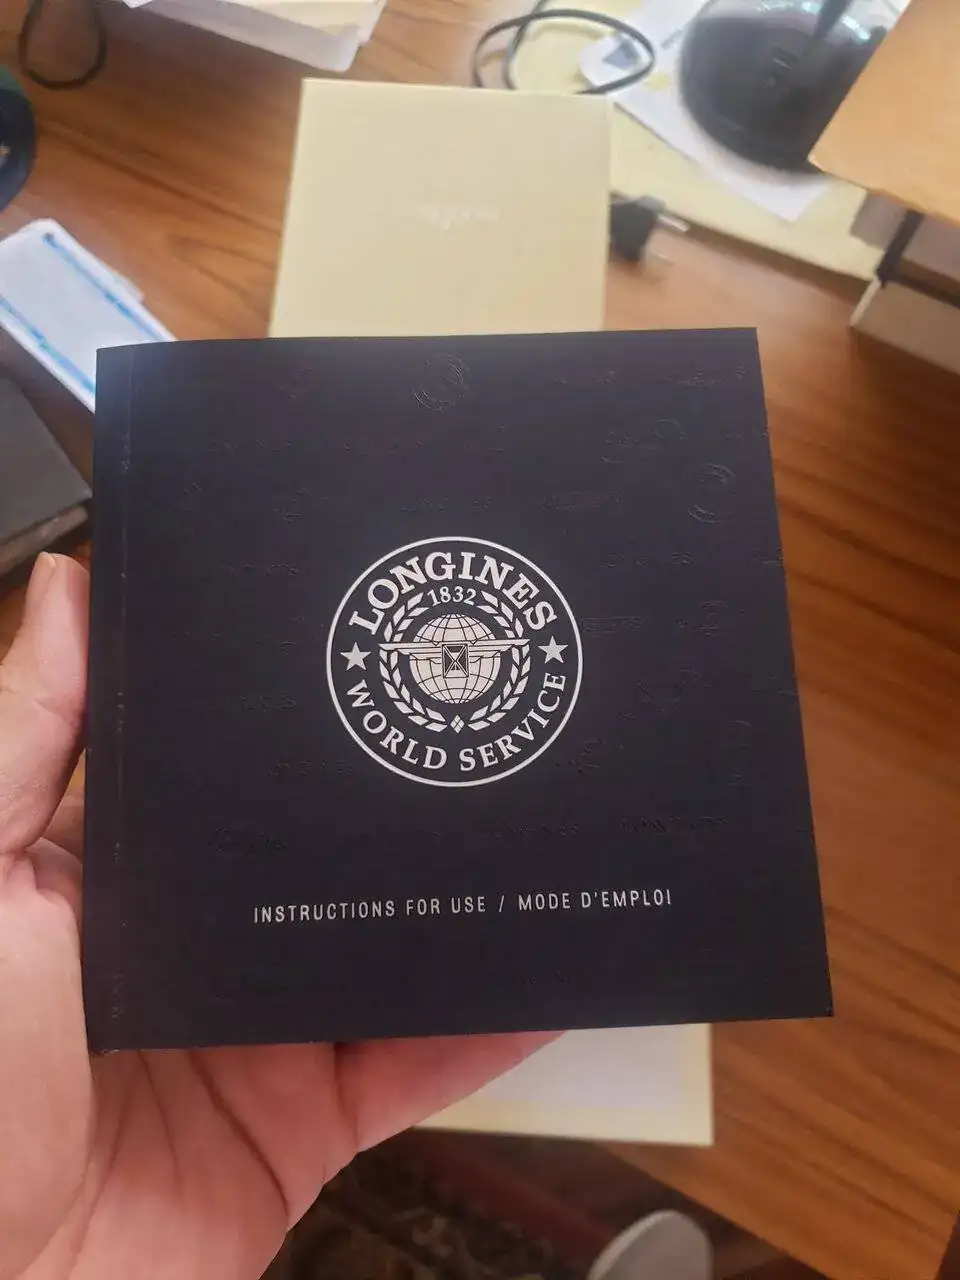 LONGINES
1832
WORLD SERVICE
INSTRUCTIONS FOR USE / MODE D'EMPLOI